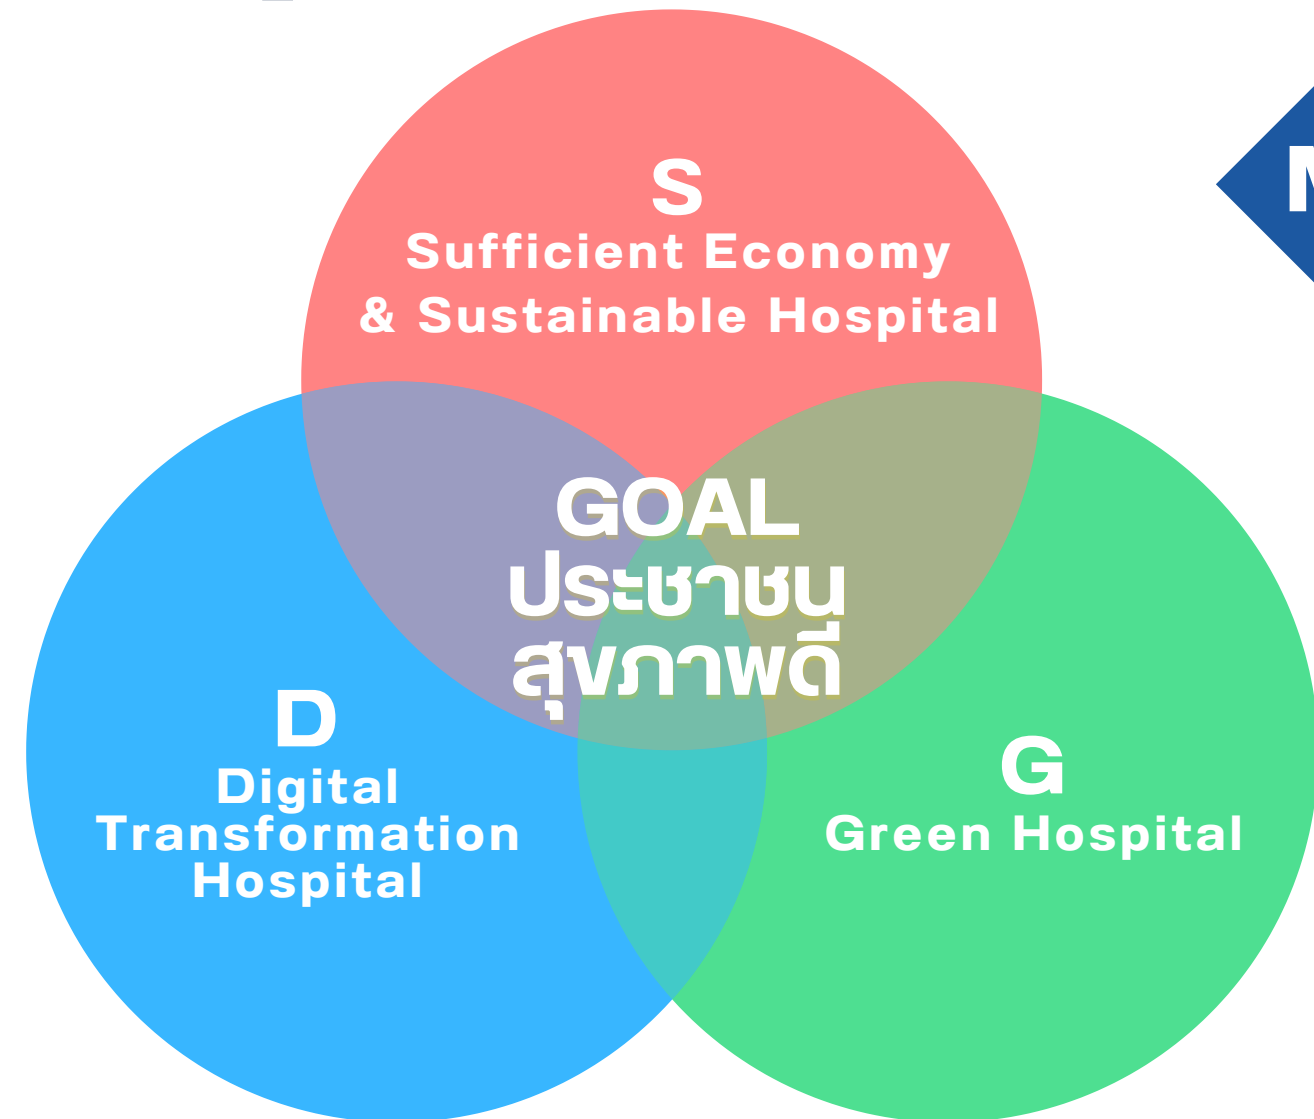 S
Sufficient Economy
& Sustainable Hospital
GOAL
ประชาชน
สุขภาพดี
D
Digital
Transformation
Hospital
G
Green Hospital